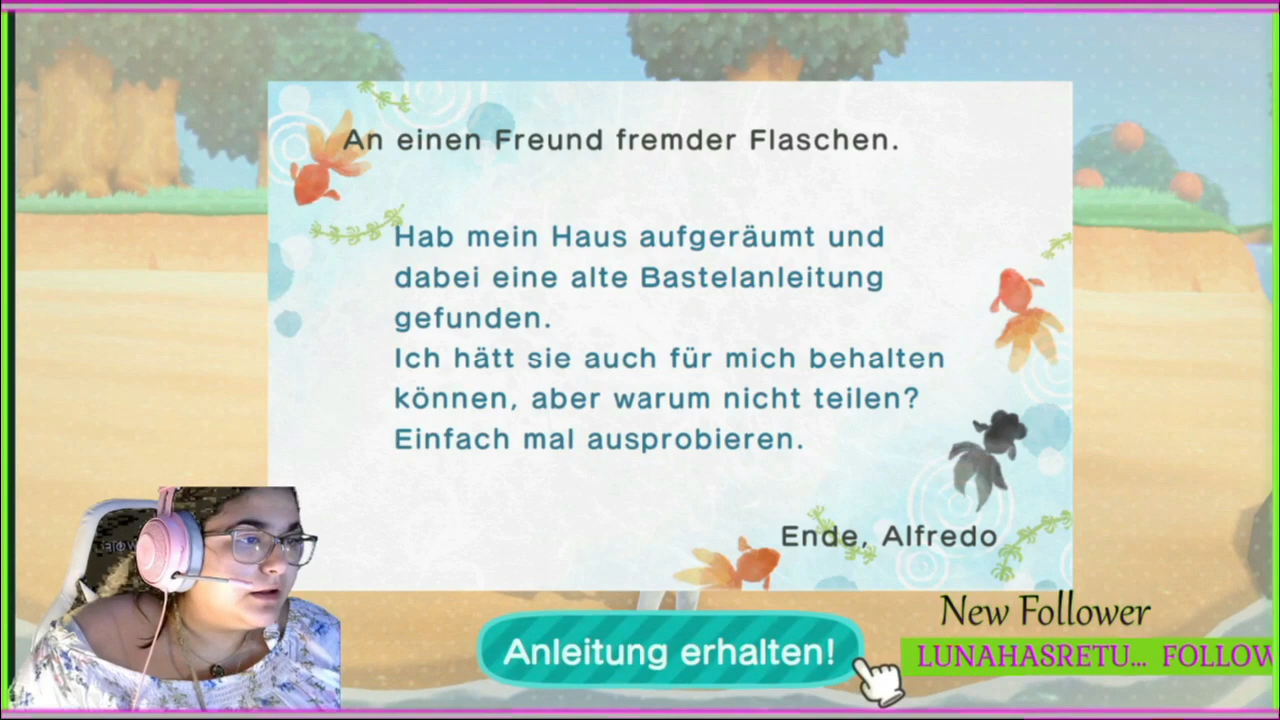 An einen Freund fremder Flaschen.
Hab mein Haus aufgeräumt und
dabei eine alte Bastelanleitung
gefunden.
Ich hätt sie auch für mich behalten
können, aber warum nicht teilen?
Einfach mal ausprobieren.
Ende, Alfredo
Anleitung erhalten!
New Follower
LUNAHASRETU... FOLLOW